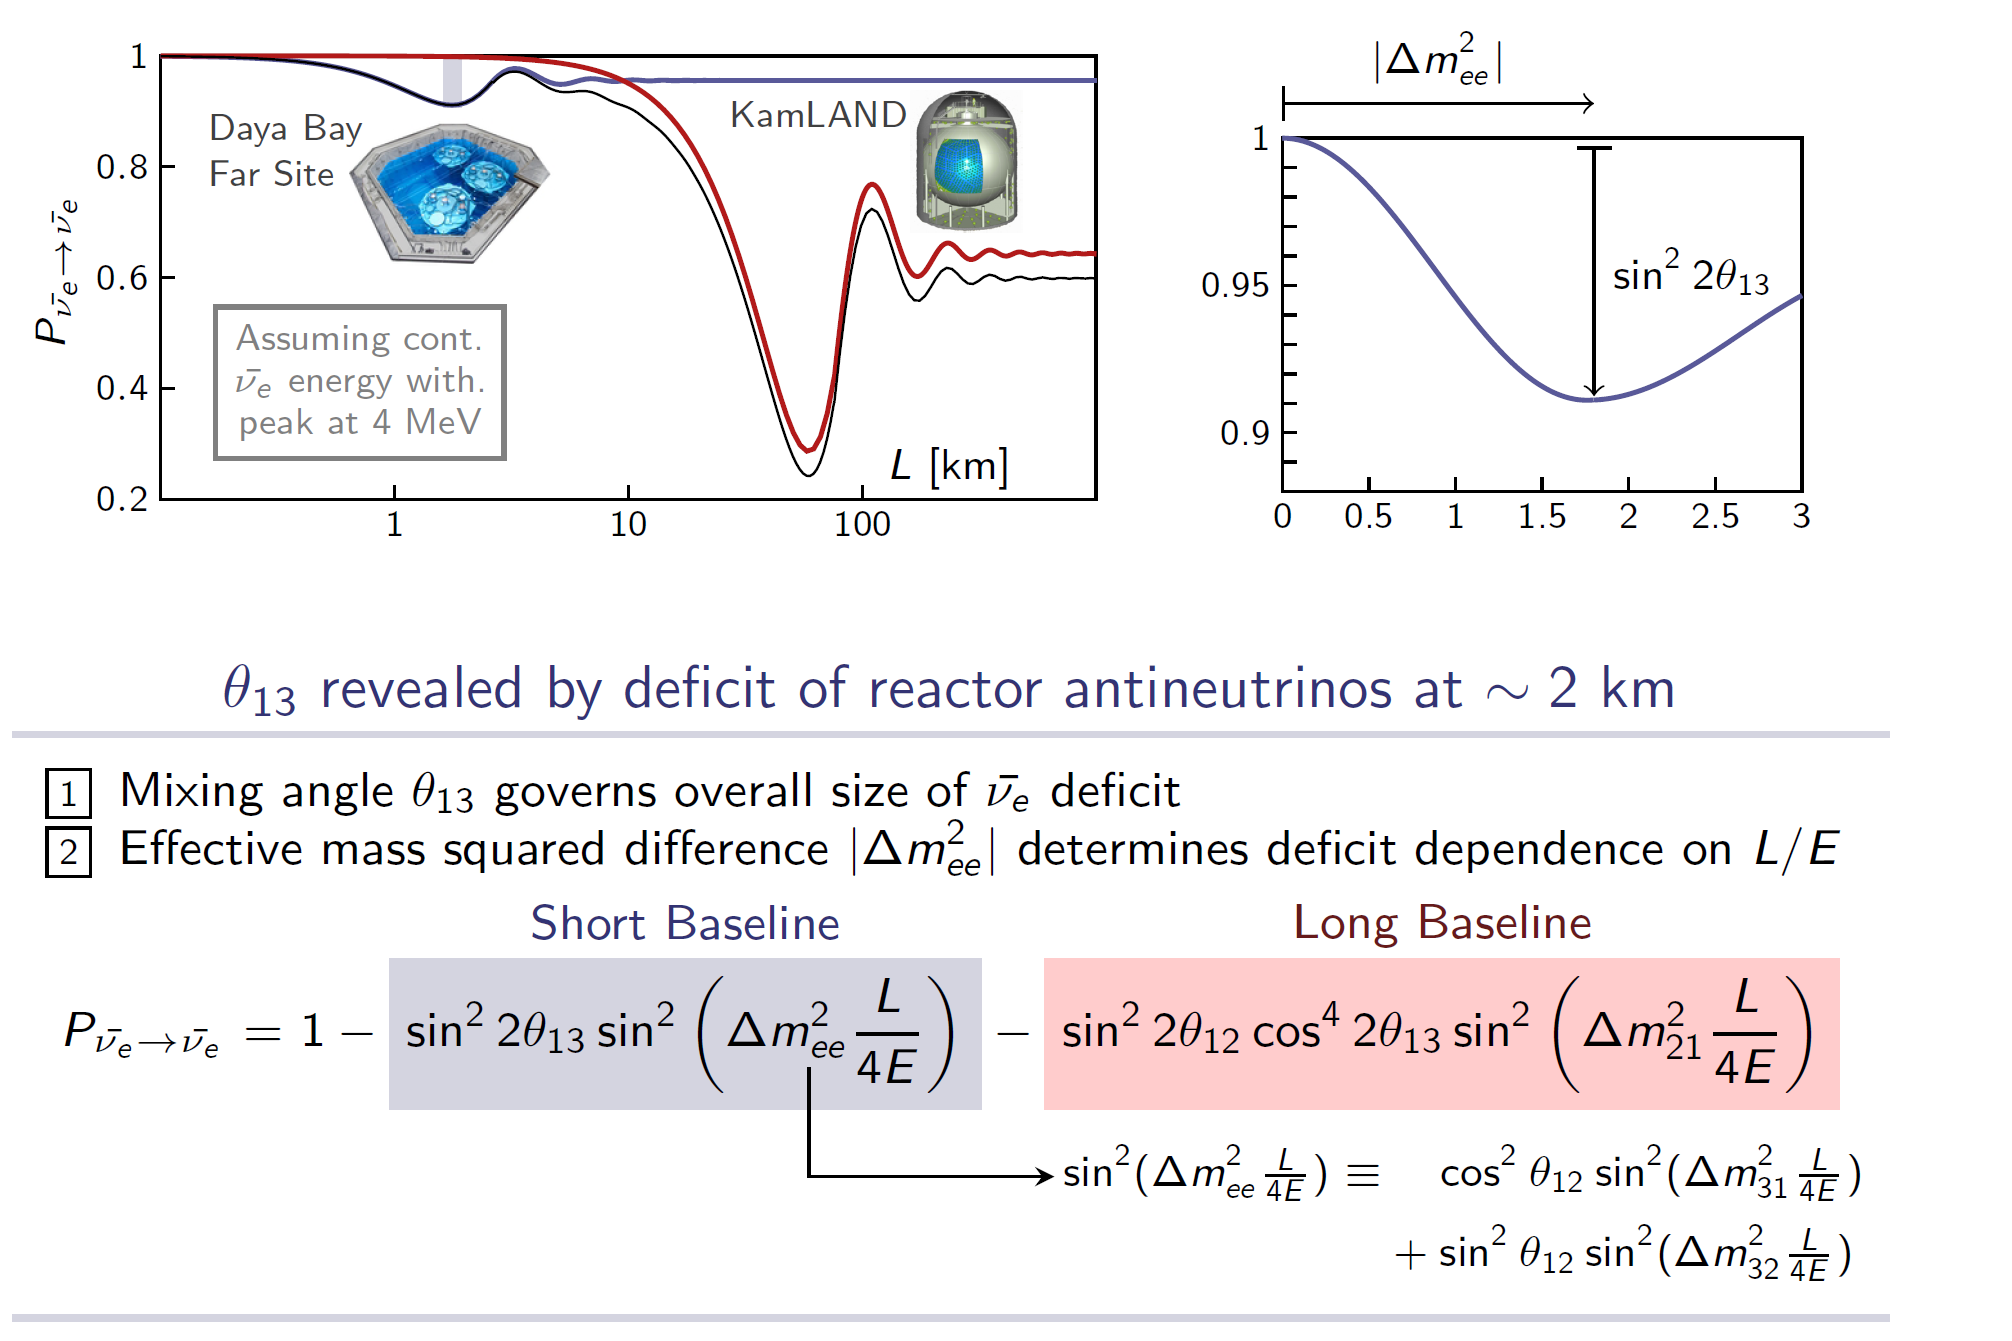 1
0.8
0.6
0.4
0.2
P ν̄e→ν̄e
Daya Bay
Far Site
KamLAND
Assuming cont.
ν̄e energy with.
peak at 4 MeV
L [km]
1 10 100
|Δm²ee|
1
0.95
0.9
sin² 2θ13
0 0.5 1 1.5 2 2.5 3
θ13 revealed by deficit of reactor antineutrinos at ∼ 2 km
1 Mixing angle θ13 governs overall size of ν̄e deficit
2 Effective mass squared difference |Δm²ee| determines deficit dependence on L/E
Short Baseline Long Baseline
P ν̄e→ν̄e = 1 − sin² 2θ13 sin² (Δm²ee L/4E) − sin² 2θ12 cos⁴ 2θ13 sin² (Δm²21 L/4E)
sin²(Δm²ee L/4E) ≡ cos² θ12 sin²(Δm²31 L/4E)
+ sin² θ12 sin²(Δm²32 L/4E)